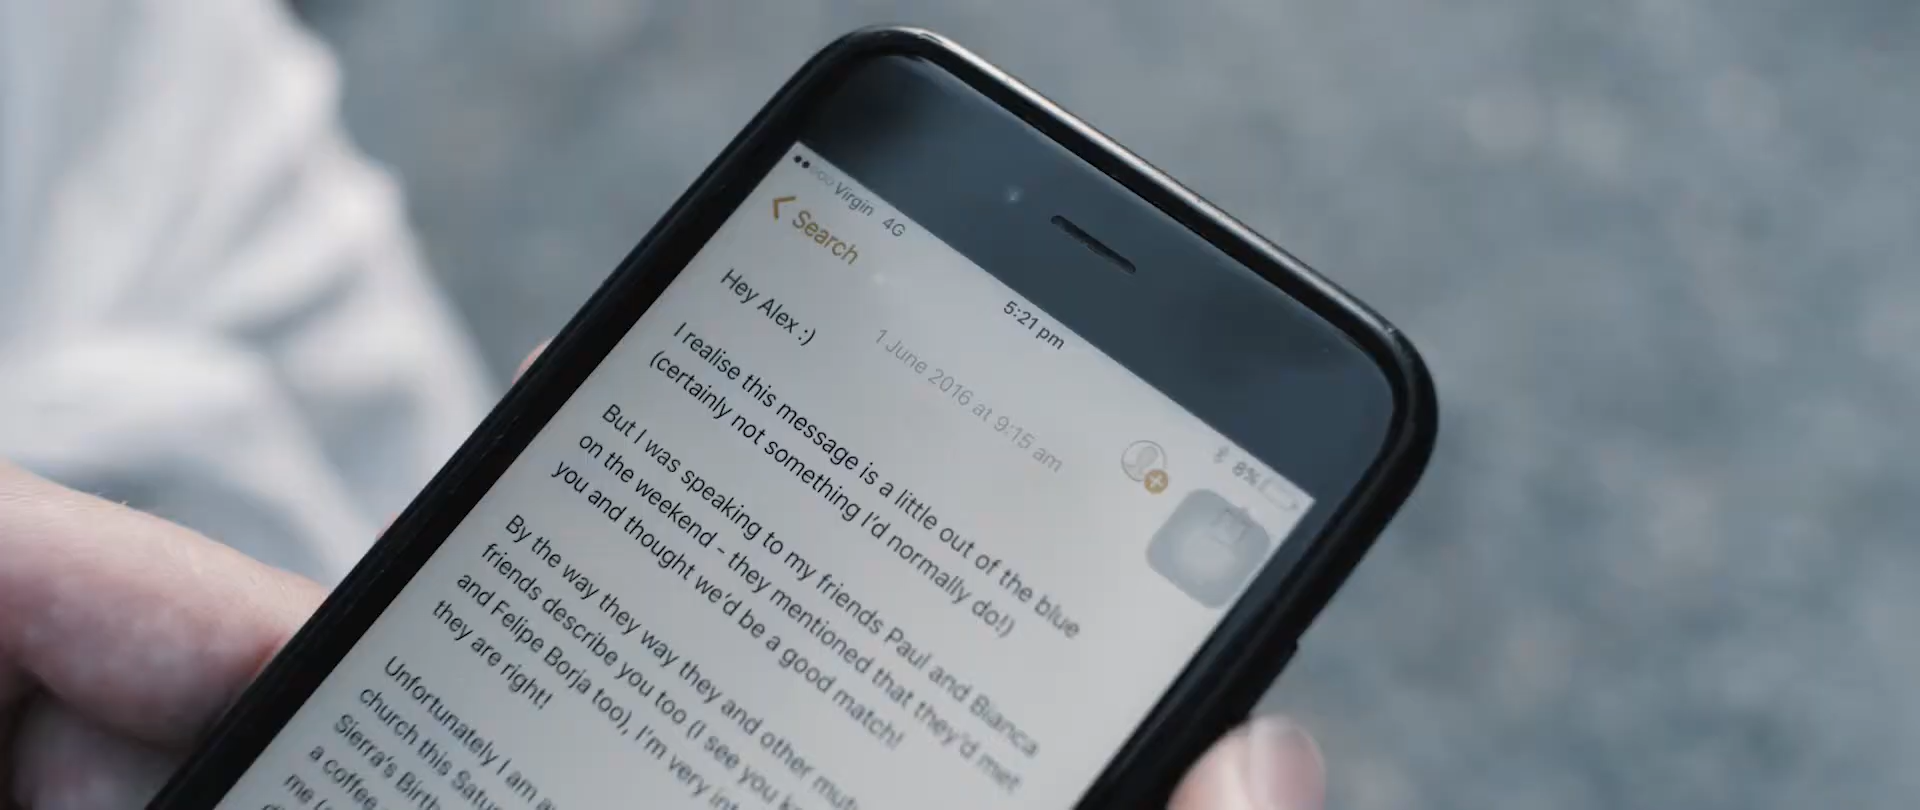 Virgin 4G
5:21 pm
8%
Search
1 June 2016 at 9:15 am
Hey Alex :)
I realise this message is a little out of the blue
(certainly not something I'd normally do!)
But I was speaking to my friends Paul and Bianca
on the weekend - they mentioned that they'd met
you and thought we'd be a good match!
By the way they way they and other
friends describe you too (I see you
and Felipe Borja too), I'm very
they are right!
Unfortunately I am
church this
Sierra's
a coffee
me